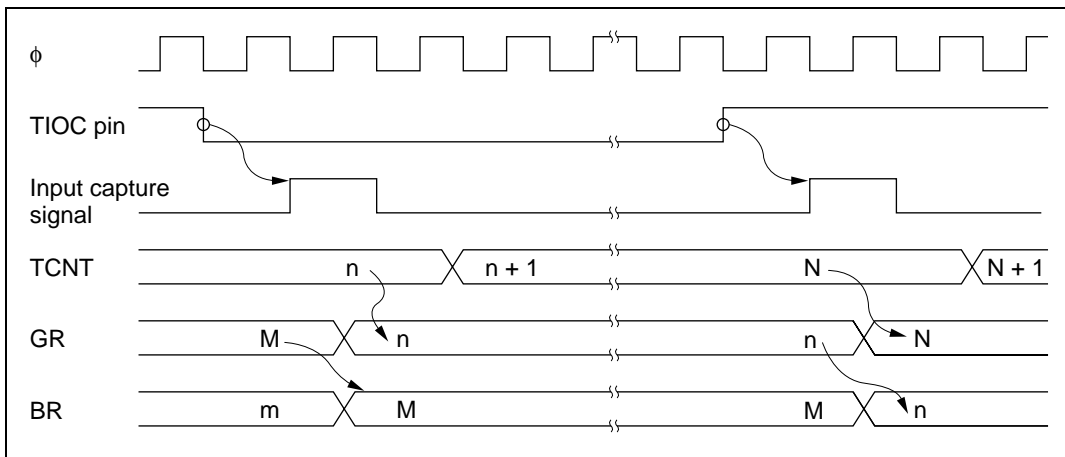 ϕ
TIOC pin
Input capture
signal
TCNT n n + 1 N N + 1
GR M n n N
BR m M M n